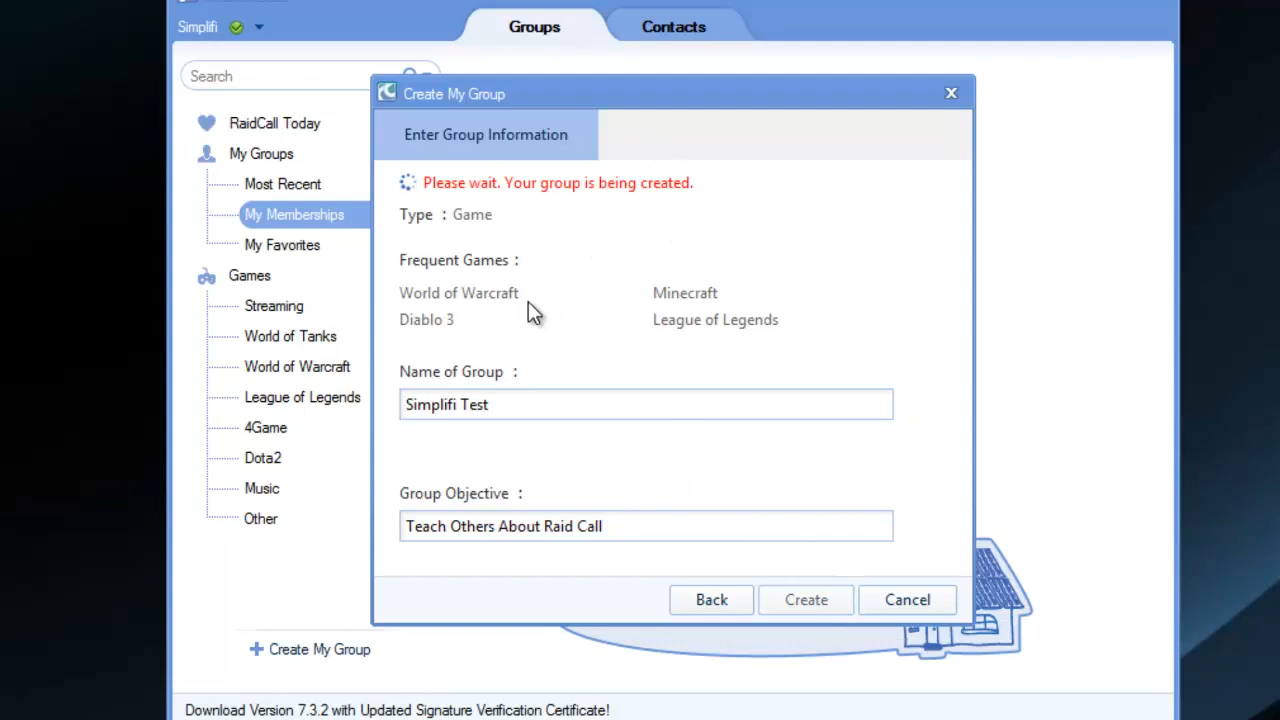 Simplifi
Groups
Contacts
Search
RaidCall Today
My Groups
Most Recent
My Memberships
My Favorites
Games
Streaming
World of Tanks
World of Warcraft
League of Legends
4Game
Dota2
Music
Other
Create My Group
Create My Group
Enter Group Information
Please wait. Your group is being created.
Type : Game
Frequent Games :
World of Warcraft
Minecraft
Diablo 3
League of Legends
Name of Group :
Simplifi Test
Group Objective :
Teach Others About Raid Call
Back
Create
Cancel
Download Version 7.3.2 with Updated Signature Verification Certificate!